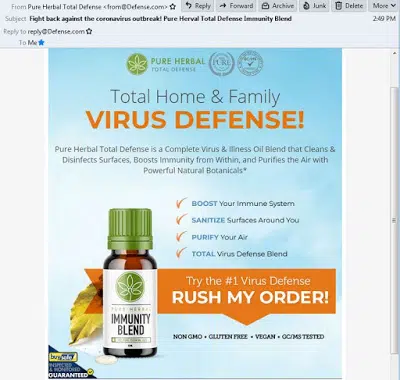 From Pure Herbal Total Defense <from@Defense.com>
Reply Forward Archive Junk Delete More
Subject Fight back against the coronavirus outbreak! Pure Herval Total Defense Immunity Blend 2:49 PM
Reply to reply@Defense.com
To Me
PURE HERBAL
TOTAL DEFENSE
PURE
Total Home & Family
VIRUS DEFENSE!
Pure Herbal Total Defense is a Complete Virus & Illness Oil Blend that Cleans &
Disinfects Surfaces, Boosts Immunity from Within, and Purifies the Air with
Powerful Natural Botanicals*
BOOST Your Immune System
SANITIZE Surfaces Around You
PURIFY Your Air
TOTAL Virus Defense Blend
Try the #1 Virus Defense
RUSH MY ORDER!
PURE HERBAL
IMMUNITY
BLEND
NON GMO • GLUTEN FREE • VEGAN • GC/MS TESTED
buysafe
INSPECTED
& MONITORED
GUARANTEED